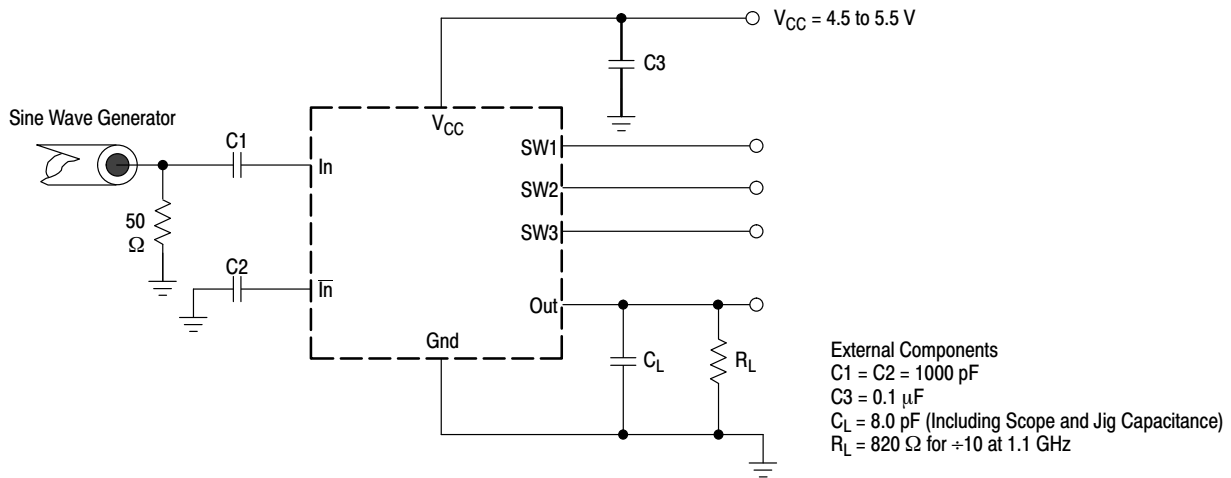 V_CC = 4.5 to 5.5 V
C3
Sine Wave Generator
V_CC
C1
SW1
In
SW2
50
Ω
SW3
C2
I̅n̅
Out
Gnd
C_L
R_L
External Components
C1 = C2 = 1000 pF
C3 = 0.1 μF
C_L = 8.0 pF (Including Scope and Jig Capacitance)
R_L = 820 Ω for ÷10 at 1.1 GHz